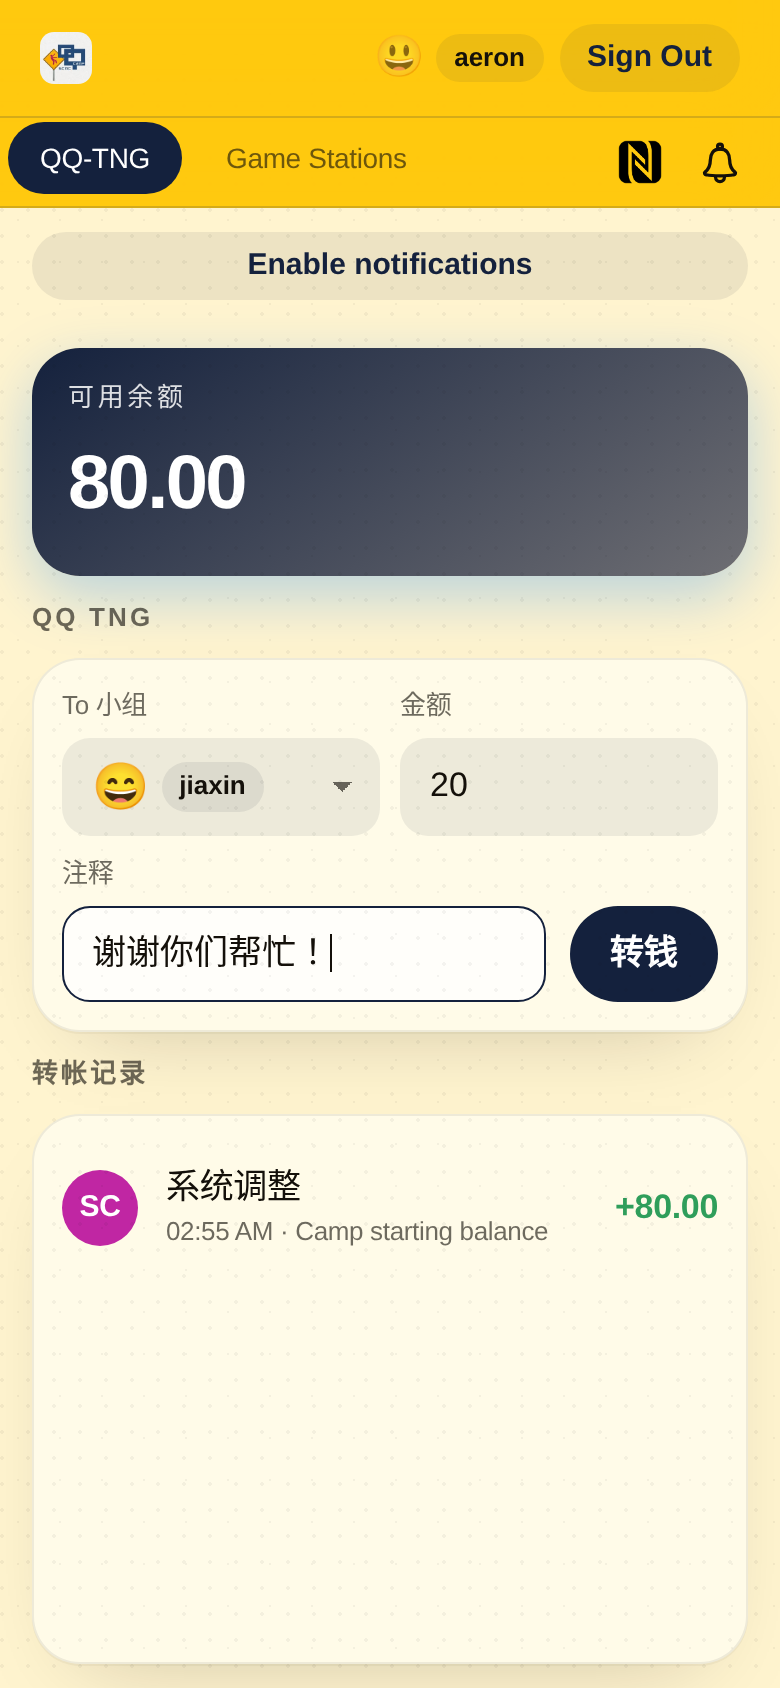 aeron
Sign Out
QQ-TNG
Game Stations
Enable notifications
可用余额
80.00
QQ TNG
To 小组
金额
jiaxin
20
注释
谢谢你们帮忙！
转钱
转帐记录
SC
系统调整
+80.00
02:55 AM · Camp starting balance